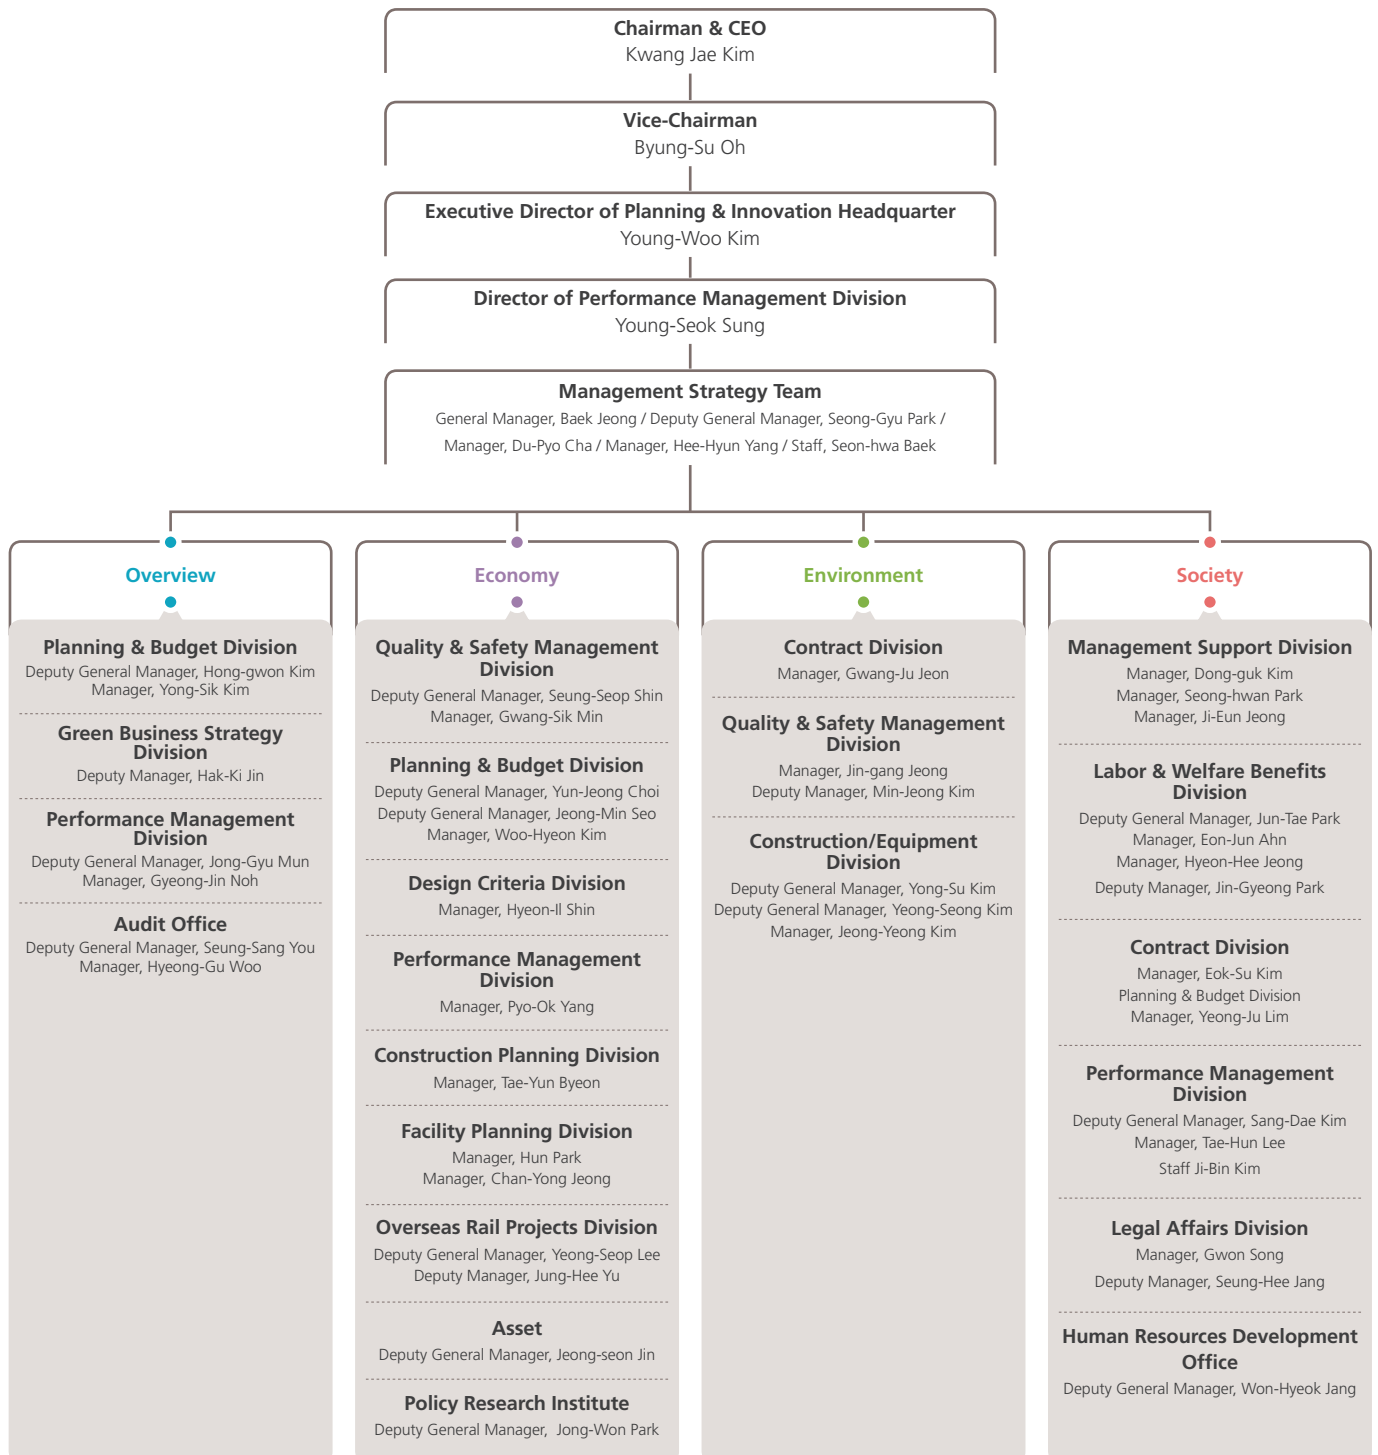 Chairman & CEO
Kwang Jae Kim
Vice-Chairman
Byung-Su Oh
Executive Director of Planning & Innovation Headquarter
Young-Woo Kim
Director of Performance Management Division
Young-Seok Sung
Management Strategy Team
General Manager, Baek Jeong / Deputy General Manager, Seong-Gyu Park /
Manager, Du-Pyo Cha / Manager, Hee-Hyun Yang / Staff, Seon-hwa Baek
Overview
Planning & Budget Division
Deputy General Manager, Hong-gwon Kim
Manager, Yong-Sik Kim
Green Business Strategy
Division
Deputy Manager, Hak-Ki Jin
Performance Management
Division
Deputy General Manager, Jong-Gyu Mun
Manager, Gyeong-Jin Noh
Audit Office
Deputy General Manager, Seung-Sang You
Manager, Hyeong-Gu Woo
Economy
Quality & Safety Management
Division
Deputy General Manager, Seung-Seop Shin
Manager, Gwang-Sik Min
Planning & Budget Division
Deputy General Manager, Yun-Jeong Choi
Deputy General Manager, Jeong-Min Seo
Manager, Woo-Hyeon Kim
Design Criteria Division
Manager, Hyeon-Il Shin
Performance Management
Division
Manager, Pyo-Ok Yang
Construction Planning Division
Manager, Tae-Yun Byeon
Facility Planning Division
Manager, Hun Park
Manager, Chan-Yong Jeong
Overseas Rail Projects Division
Deputy General Manager, Yeong-Seop Lee
Deputy Manager, Jung-Hee Yu
Asset
Deputy General Manager, Jeong-seon Jin
Policy Research Institute
Deputy General Manager, Jong-Won Park
Environment
Contract Division
Manager, Gwang-Ju Jeon
Quality & Safety Management
Division
Manager, Jin-gang Jeong
Deputy Manager, Min-Jeong Kim
Construction/Equipment
Division
Deputy General Manager, Yong-Su Kim
Deputy General Manager, Yeong-Seong Kim
Manager, Jeong-Yeong Kim
Society
Management Support Division
Manager, Dong-guk Kim
Manager, Seong-hwan Park
Manager, Ji-Eun Jeong
Labor & Welfare Benefits
Division
Deputy General Manager, Jun-Tae Park
Manager, Eon-Jun Ahn
Manager, Hyeon-Hee Jeong
Deputy Manager, Jin-Gyeong Park
Contract Division
Manager, Eok-Su Kim
Planning & Budget Division
Manager, Yeong-Ju Lim
Performance Management
Division
Deputy General Manager, Sang-Dae Kim
Manager, Tae-Hun Lee
Staff Ji-Bin Kim
Legal Affairs Division
Manager, Gwon Song
Deputy Manager, Seung-Hee Jang
Human Resources Development
Office
Deputy General Manager, Won-Hyeok Jang